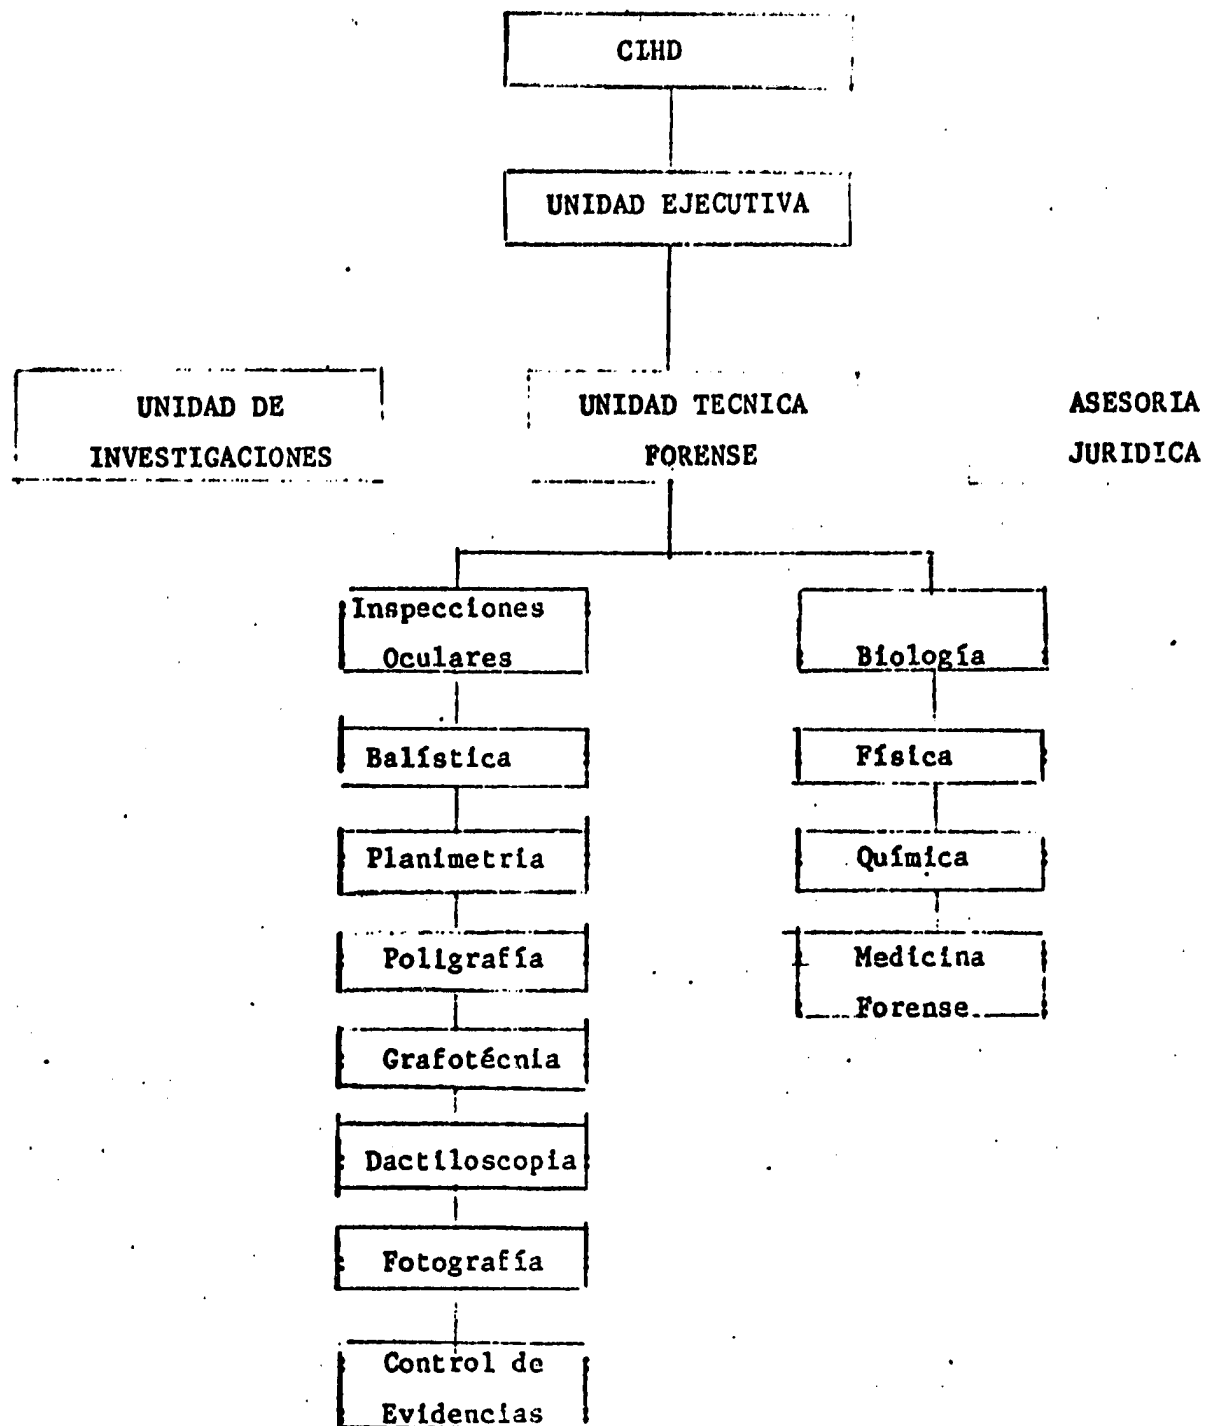 CIHD
UNIDAD EJECUTIVA
UNIDAD DE
INVESTIGACIONES
UNIDAD TECNICA
FORENSE
ASESORIA
JURIDICA
Inspecciones
Oculares
Balística
Planimetría
Poligrafía
Grafotécnia
Dactiloscopia
Fotografía
Control de
Evidencias
Biología
Física
Química
Medicina
Forense